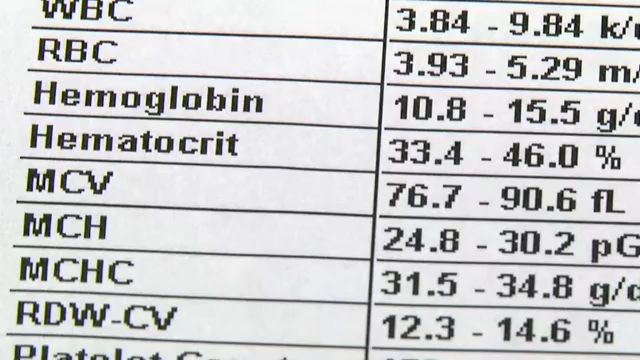 WBC 3.84 - 9.84
RBC 3.93 - 5.29
Hemoglobin 10.8 - 15.5
Hematocrit 33.4 - 46.0 %
MCV 76.7 - 90.6 fL
MCH 24.8 - 30.2 pG
MCHC 31.5 - 34.8
RDW-CV 12.3 - 14.6 %
Platelet